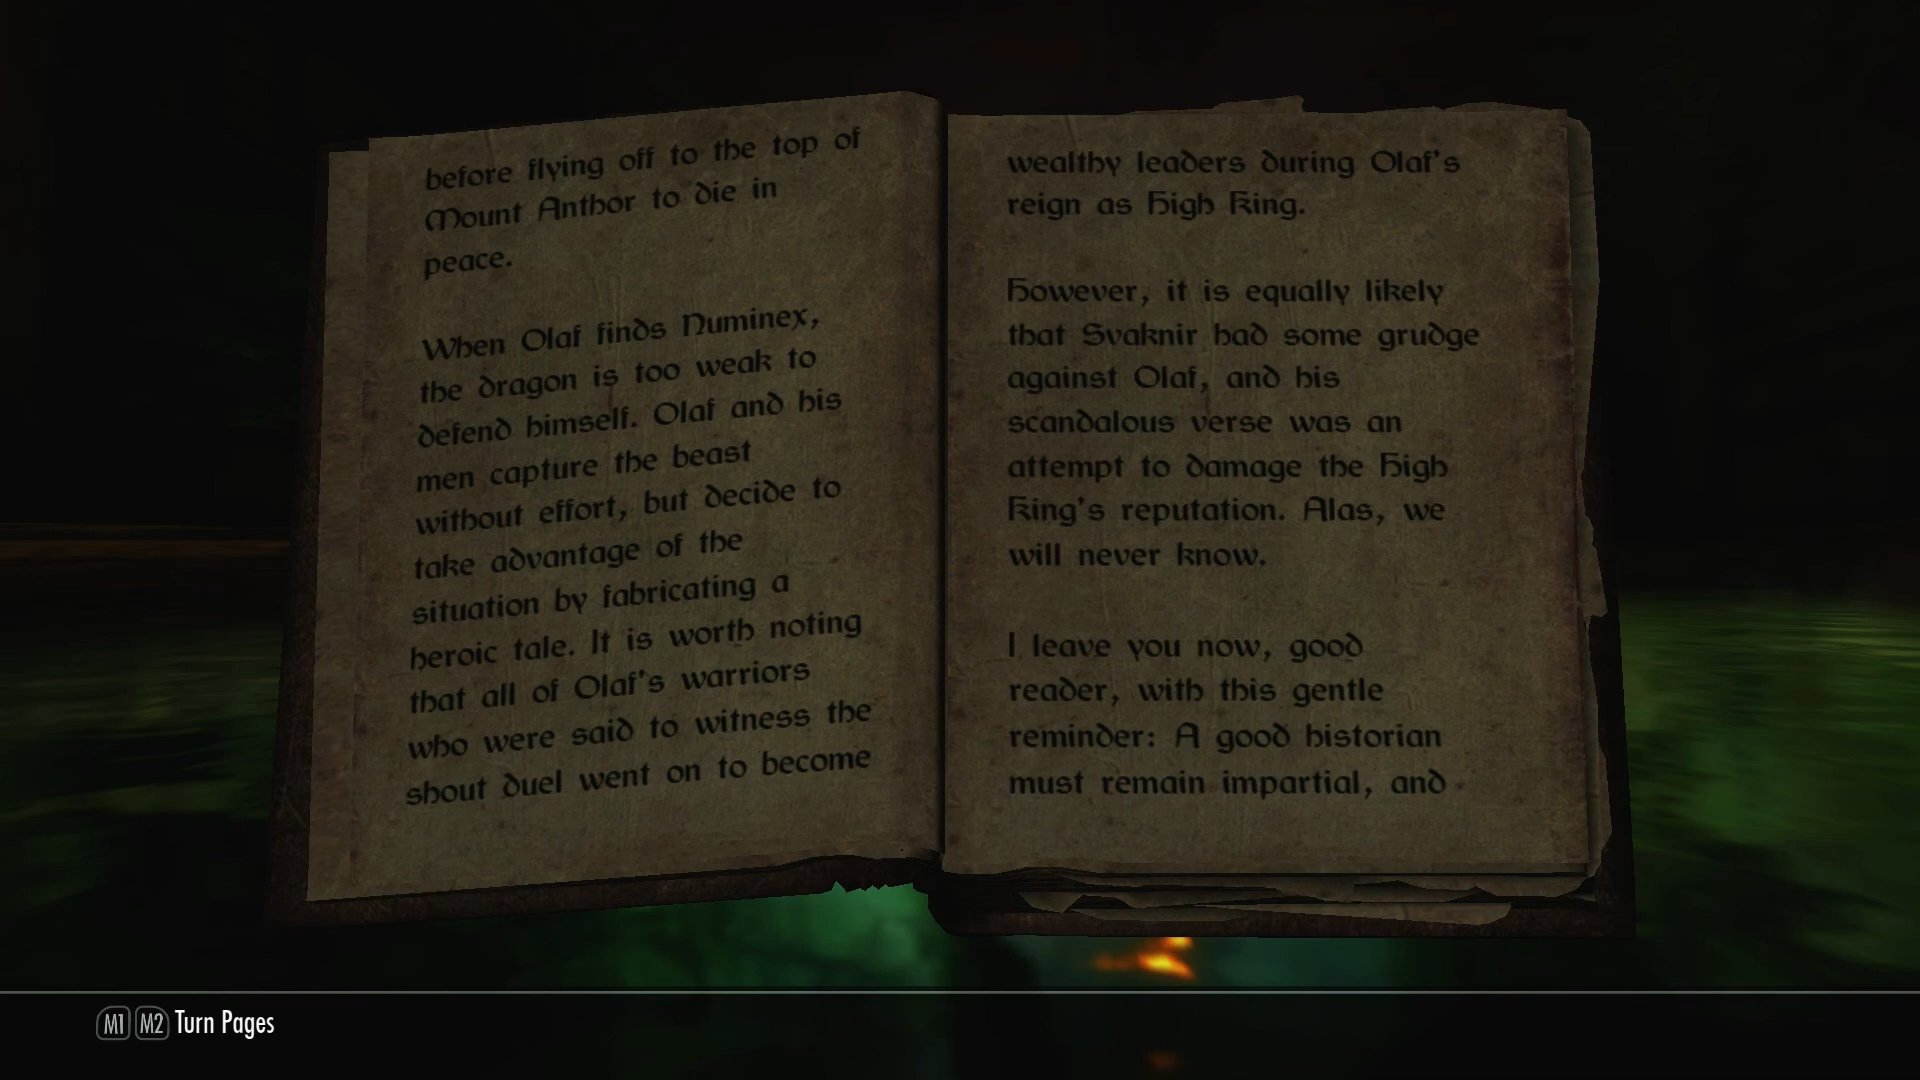 before flying off to the top of
Mount Anthor to die in
peace.
When Olaf finds Numinex,
the dragon is too weak to
defend himself. Olaf and his
men capture the beast
without effort, but decide to
take advantage of the
situation by fabricating a
heroic tale. It is worth noting
that all of Olaf's warriors
who were said to witness the
shout duel went on to become
wealthy leaders during Olaf's
reign as High King.
However, it is equally likely
that Svaknir had some grudge
against Olaf, and his
scandalous verse was an
attempt to damage the High
King's reputation. Alas, we
will never know.
I leave you now, good
reader, with this gentle
reminder: A good historian
must remain impartial, and
M1 M2 Turn Pages